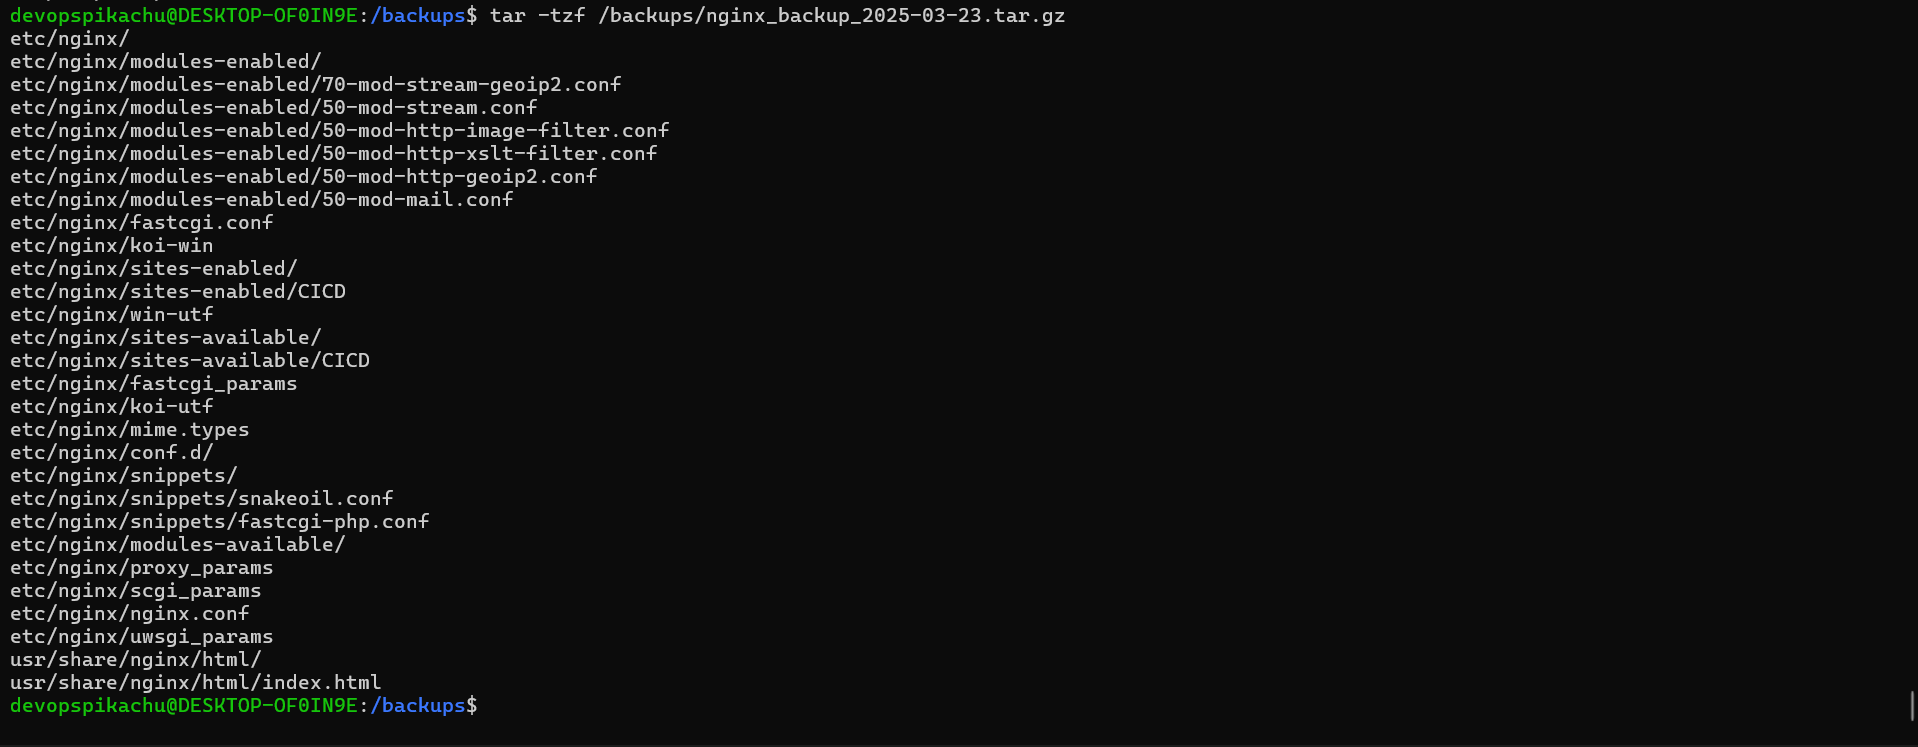 devopspikachu@DESKTOP-OF0IN9E:/backups$ tar -tzf /backups/nginx_backup_2025-03-23.tar.gz
etc/nginx/
etc/nginx/modules-enabled/
etc/nginx/modules-enabled/70-mod-stream-geoip2.conf
etc/nginx/modules-enabled/50-mod-stream.conf
etc/nginx/modules-enabled/50-mod-http-image-filter.conf
etc/nginx/modules-enabled/50-mod-http-xslt-filter.conf
etc/nginx/modules-enabled/50-mod-http-geoip2.conf
etc/nginx/modules-enabled/50-mod-mail.conf
etc/nginx/fastcgi.conf
etc/nginx/koi-win
etc/nginx/sites-enabled/
etc/nginx/sites-enabled/CICD
etc/nginx/win-utf
etc/nginx/sites-available/
etc/nginx/sites-available/CICD
etc/nginx/fastcgi_params
etc/nginx/koi-utf
etc/nginx/mime.types
etc/nginx/conf.d/
etc/nginx/snippets/
etc/nginx/snippets/snakeoil.conf
etc/nginx/snippets/fastcgi-php.conf
etc/nginx/modules-available/
etc/nginx/proxy_params
etc/nginx/scgi_params
etc/nginx/nginx.conf
etc/nginx/uwsgi_params
usr/share/nginx/html/
usr/share/nginx/html/index.html
devopspikachu@DESKTOP-OF0IN9E:/backups$